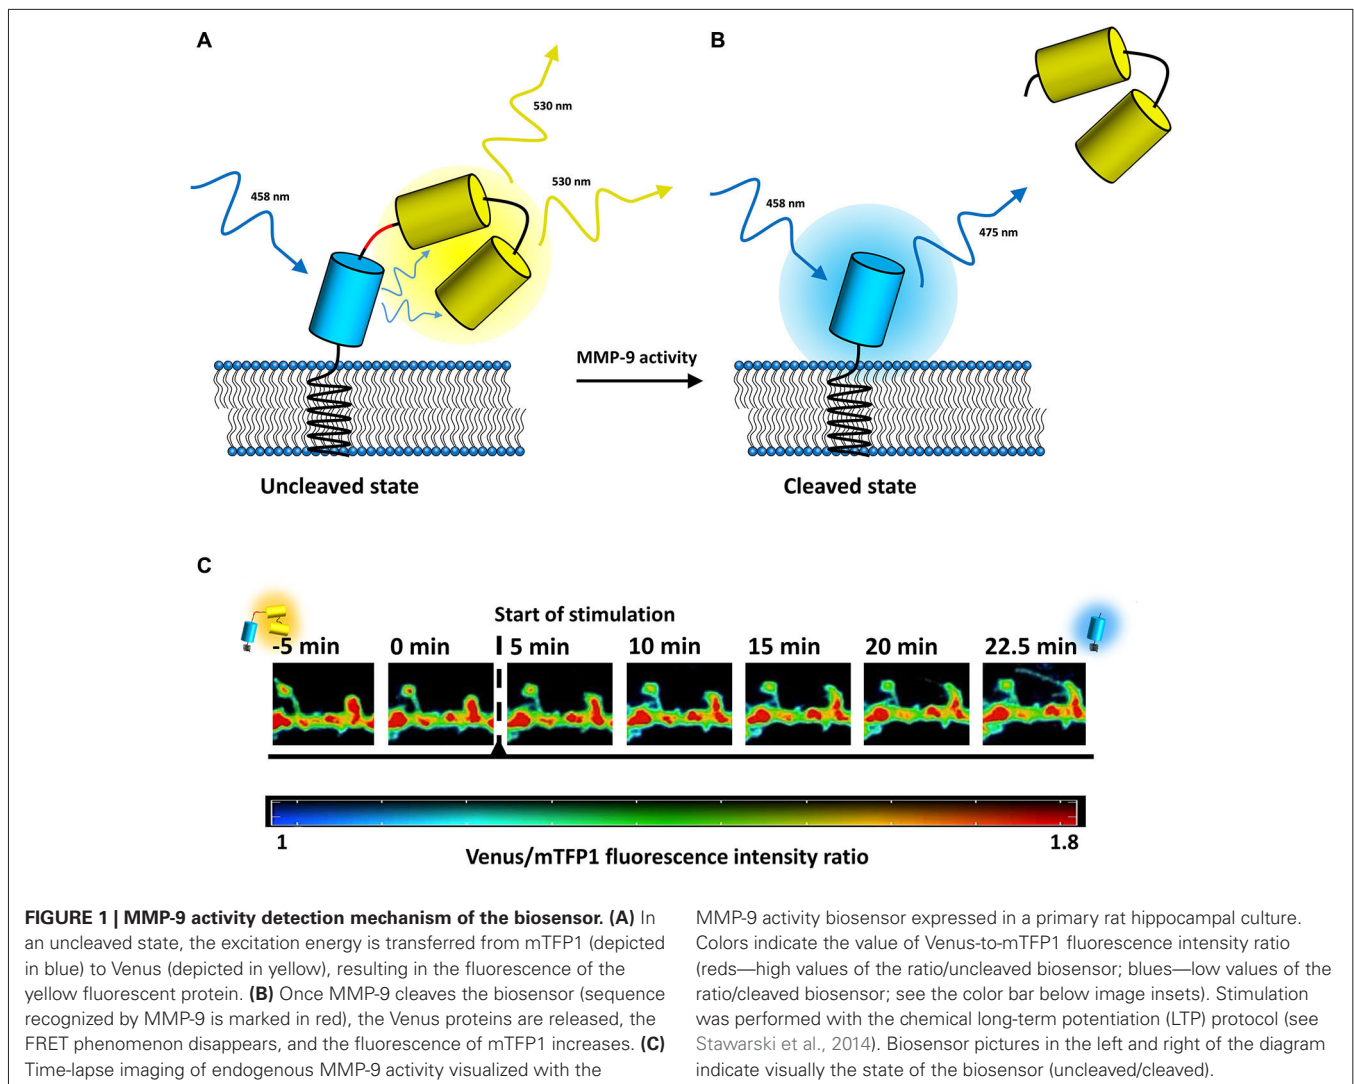 A
B
530 nm
530 nm
458 nm
458 nm
475 nm
MMP-9 activity
Uncleaved state
Cleaved state
C
Start of stimulation
-5 min
0 min
5 min
10 min
15 min
20 min
22.5 min
1
1.8
Venus/mTFP1 fluorescence intensity ratio
FIGURE 1 | MMP-9 activity detection mechanism of the biosensor. (A) In
an uncleaved state, the excitation energy is transferred from mTFP1 (depicted
in blue) to Venus (depicted in yellow), resulting in the fluorescence of the
yellow fluorescent protein. (B) Once MMP-9 cleaves the biosensor (sequence
recognized by MMP-9 is marked in red), the Venus proteins are released, the
FRET phenomenon disappears, and the fluorescence of mTFP1 increases. (C)
Time-lapse imaging of endogenous MMP-9 activity visualized with the
MMP-9 activity biosensor expressed in a primary rat hippocampal culture.
Colors indicate the value of Venus-to-mTFP1 fluorescence intensity ratio
(reds—high values of the ratio/uncleaved biosensor; blues—low values of the
ratio/cleaved biosensor; see the color bar below image insets). Stimulation
was performed with the chemical long-term potentiation (LTP) protocol (see
Stawarski et al., 2014). Biosensor pictures in the left and right of the diagram
indicate visually the state of the biosensor (uncleaved/cleaved).